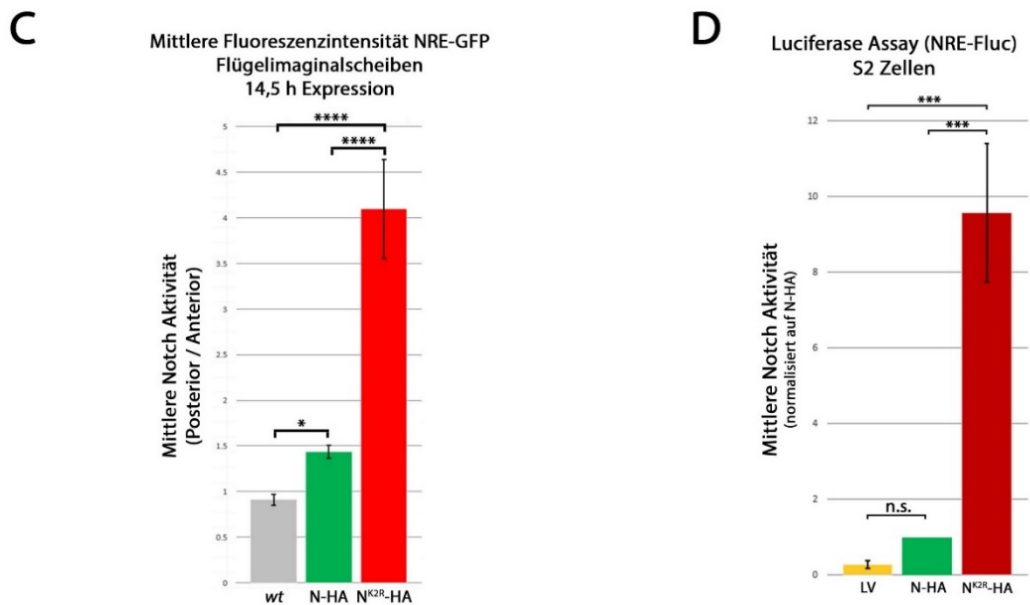 C
Mittlere Fluoreszenzintensität NRE-GFP
Flügelimaginalscheiben
14,5 h Expression
****
****
*
Mittlere Notch Aktivität
(Posterior / Anterior)
5
4.5
4
3.5
3
2.5
2
1.5
1
0.5
0
wt
N-HA
N^K2R-HA
D
Luciferase Assay (NRE-Fluc)
S2 Zellen
***
***
n.s.
Mittlere Notch Aktivität
(normalisiert auf N-HA)
12
10
8
6
4
2
0
LV
N-HA
N^K2R-HA